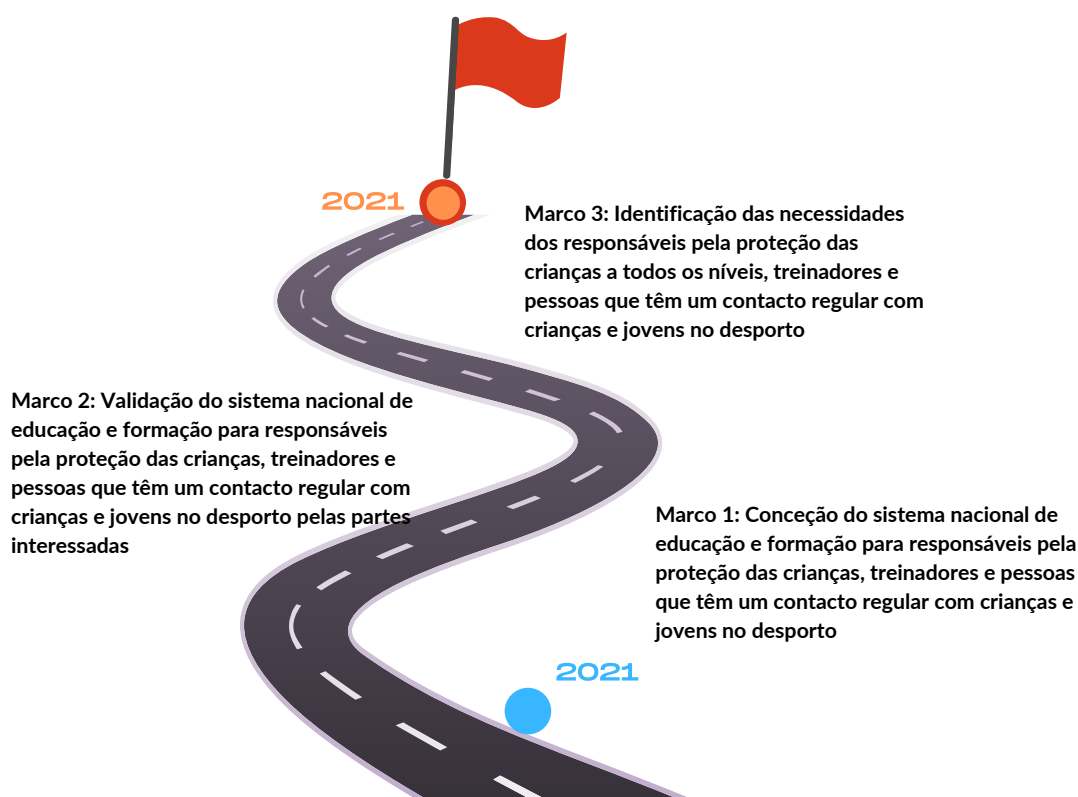 2021
Marco 3: Identificação das necessidades
dos responsáveis pela proteção das
crianças a todos os níveis, treinadores e
pessoas que têm um contacto regular com
crianças e jovens no desporto
Marco 2: Validação do sistema nacional de
educação e formação para responsáveis
pela proteção das crianças, treinadores e
pessoas que têm um contacto regular com
crianças e jovens no desporto pelas partes
interessadas
Marco 1: Conceção do sistema nacional de
educação e formação para responsáveis pela
proteção das crianças, treinadores e pessoas
que têm um contacto regular com crianças e
jovens no desporto
2021